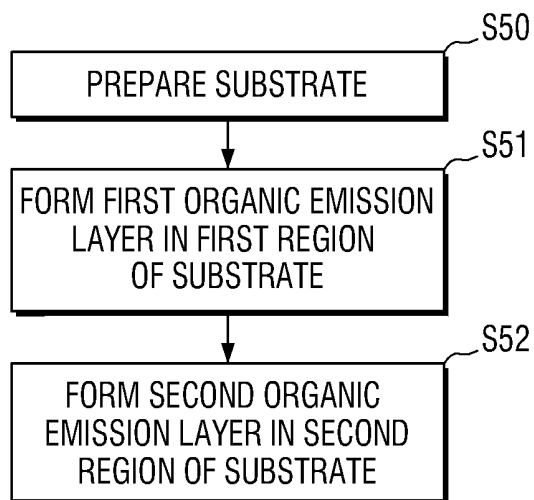 S50
PREPARE SUBSTRATE
S51
FORM FIRST ORGANIC EMISSION
LAYER IN FIRST REGION
OF SUBSTRATE
S52
FORM SECOND ORGANIC
EMISSION LAYER IN SECOND
REGION OF SUBSTRATE